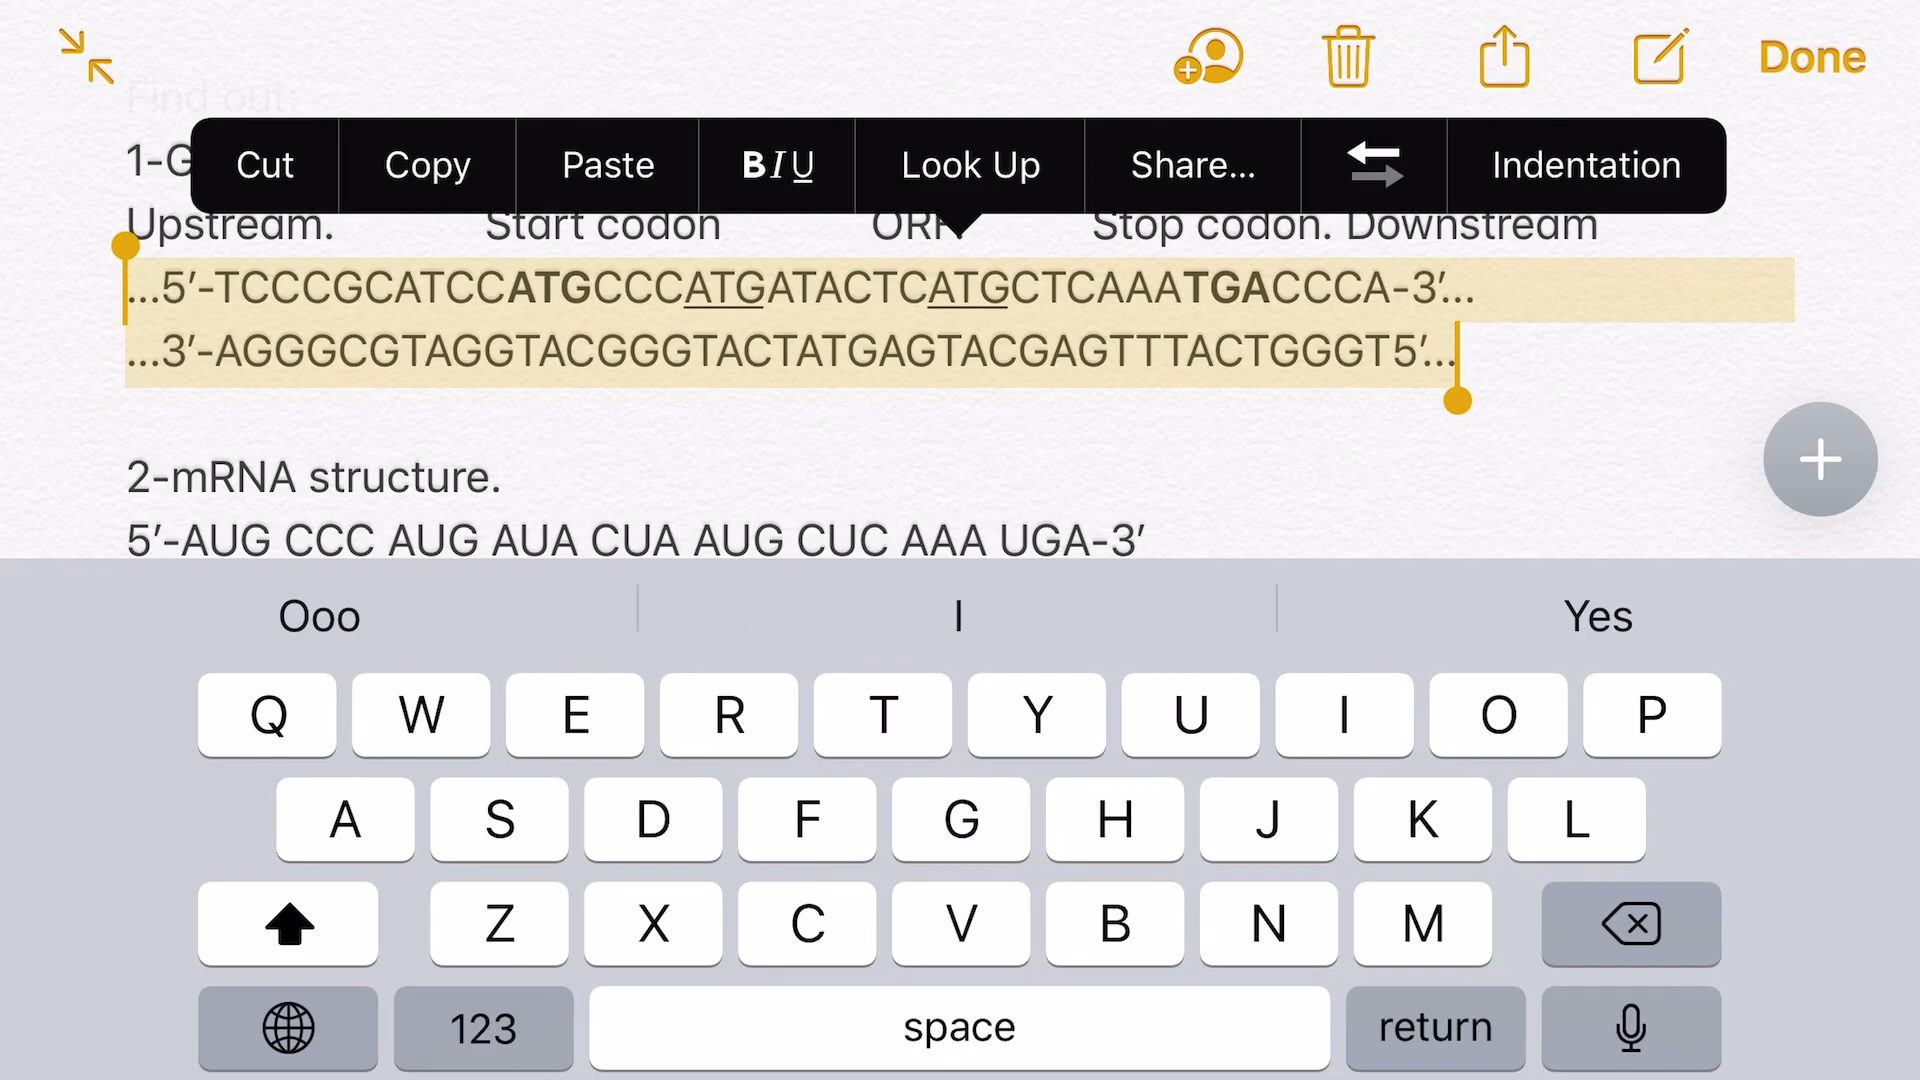 Done
Find out:
Cut Copy Paste BIU Look Up Share... Indentation
1-G
Upstream. Start codon ORF. Stop codon. Downstream
...5’-TCCCGCATCCATGCCCATGATACTCATGCTCAAATGACCCA-3’...
...3’-AGGGCGTAGGTACGGGTACTATGAGTACGAGTTTACTGGGT5’...
2-mRNA structure.
5’-AUG CCC AUG AUA CUA AUG CUC AAA UGA-3’
Ooo I Yes
Q W E R T Y U I O P
A S D F G H J K L
Z X C V B N M
123 space return